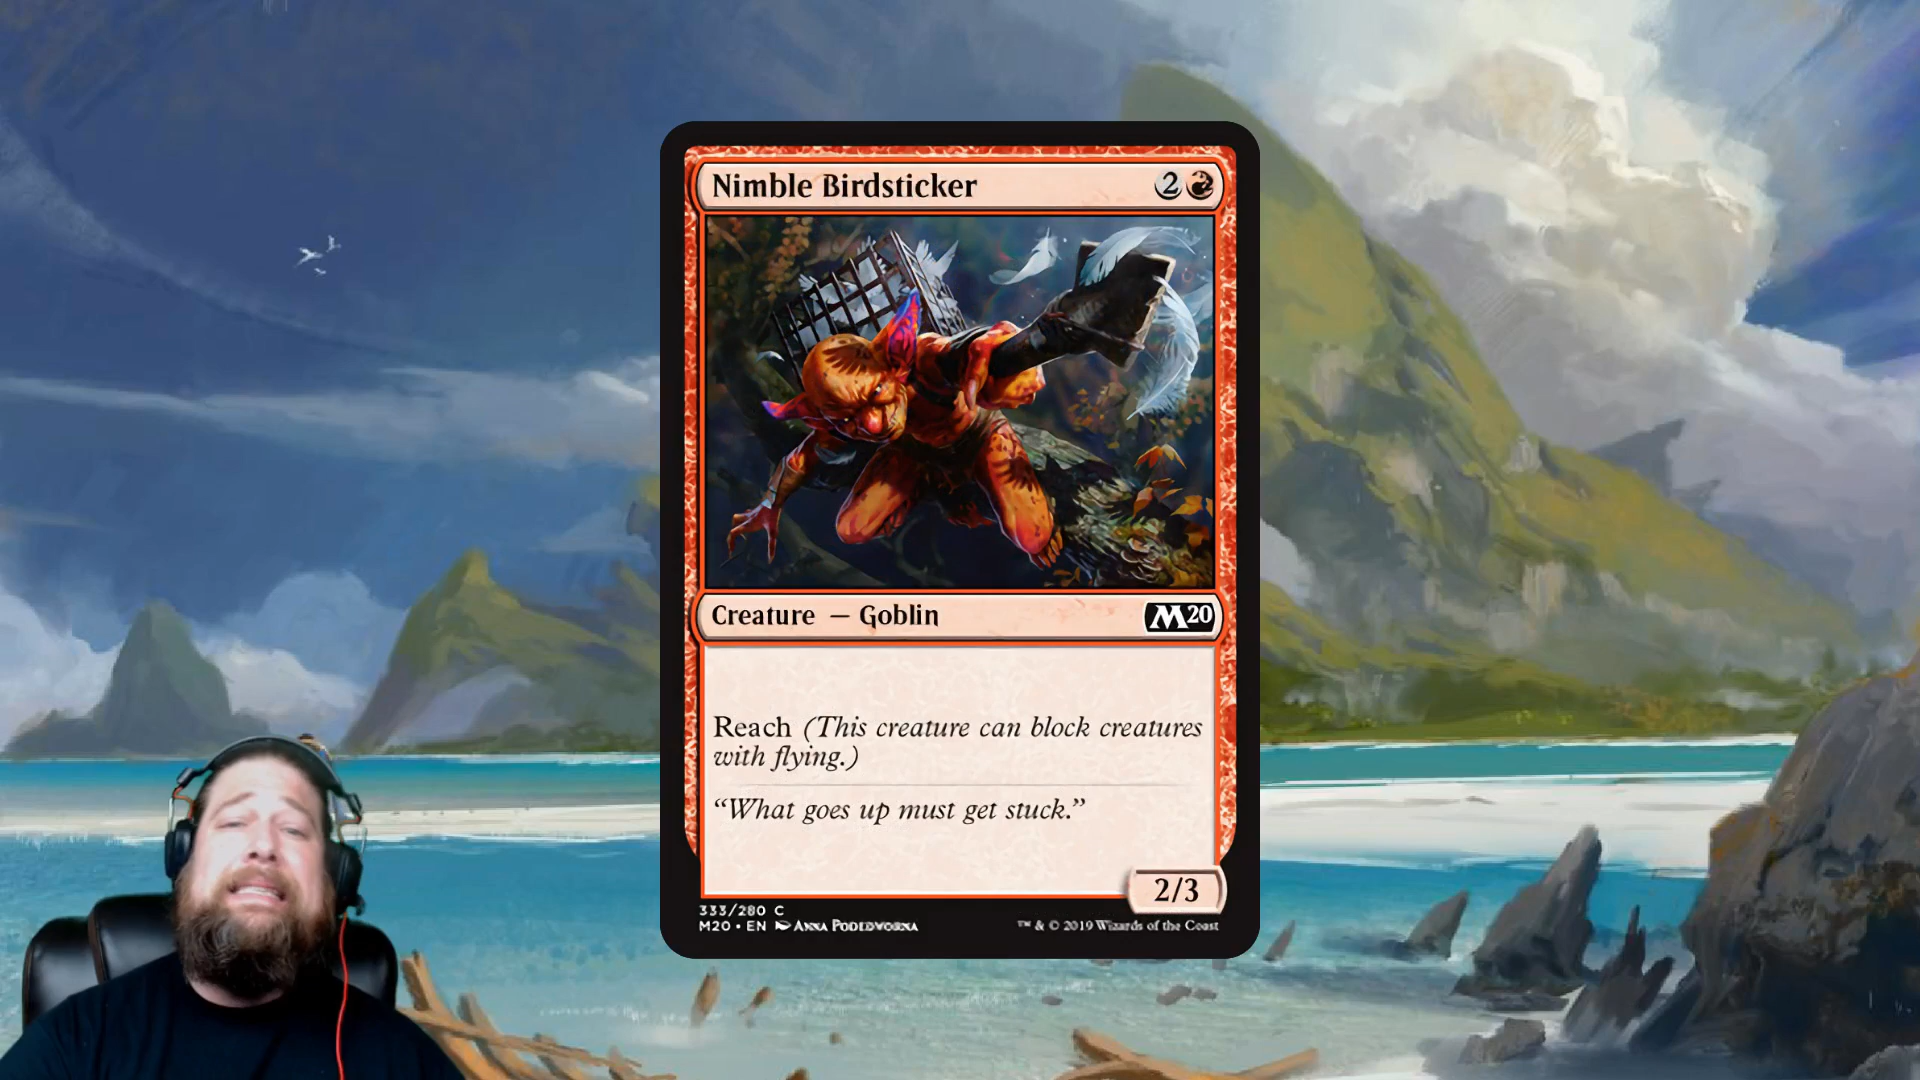 Nimble Birdsticker 2
Creature — Goblin M20
Reach (This creature can block creatures
with flying.)
“What goes up must get stuck.”
2/3
333/280 C
M20 • EN Anna Podedworna ™ & © 2019 Wizards of the Coast